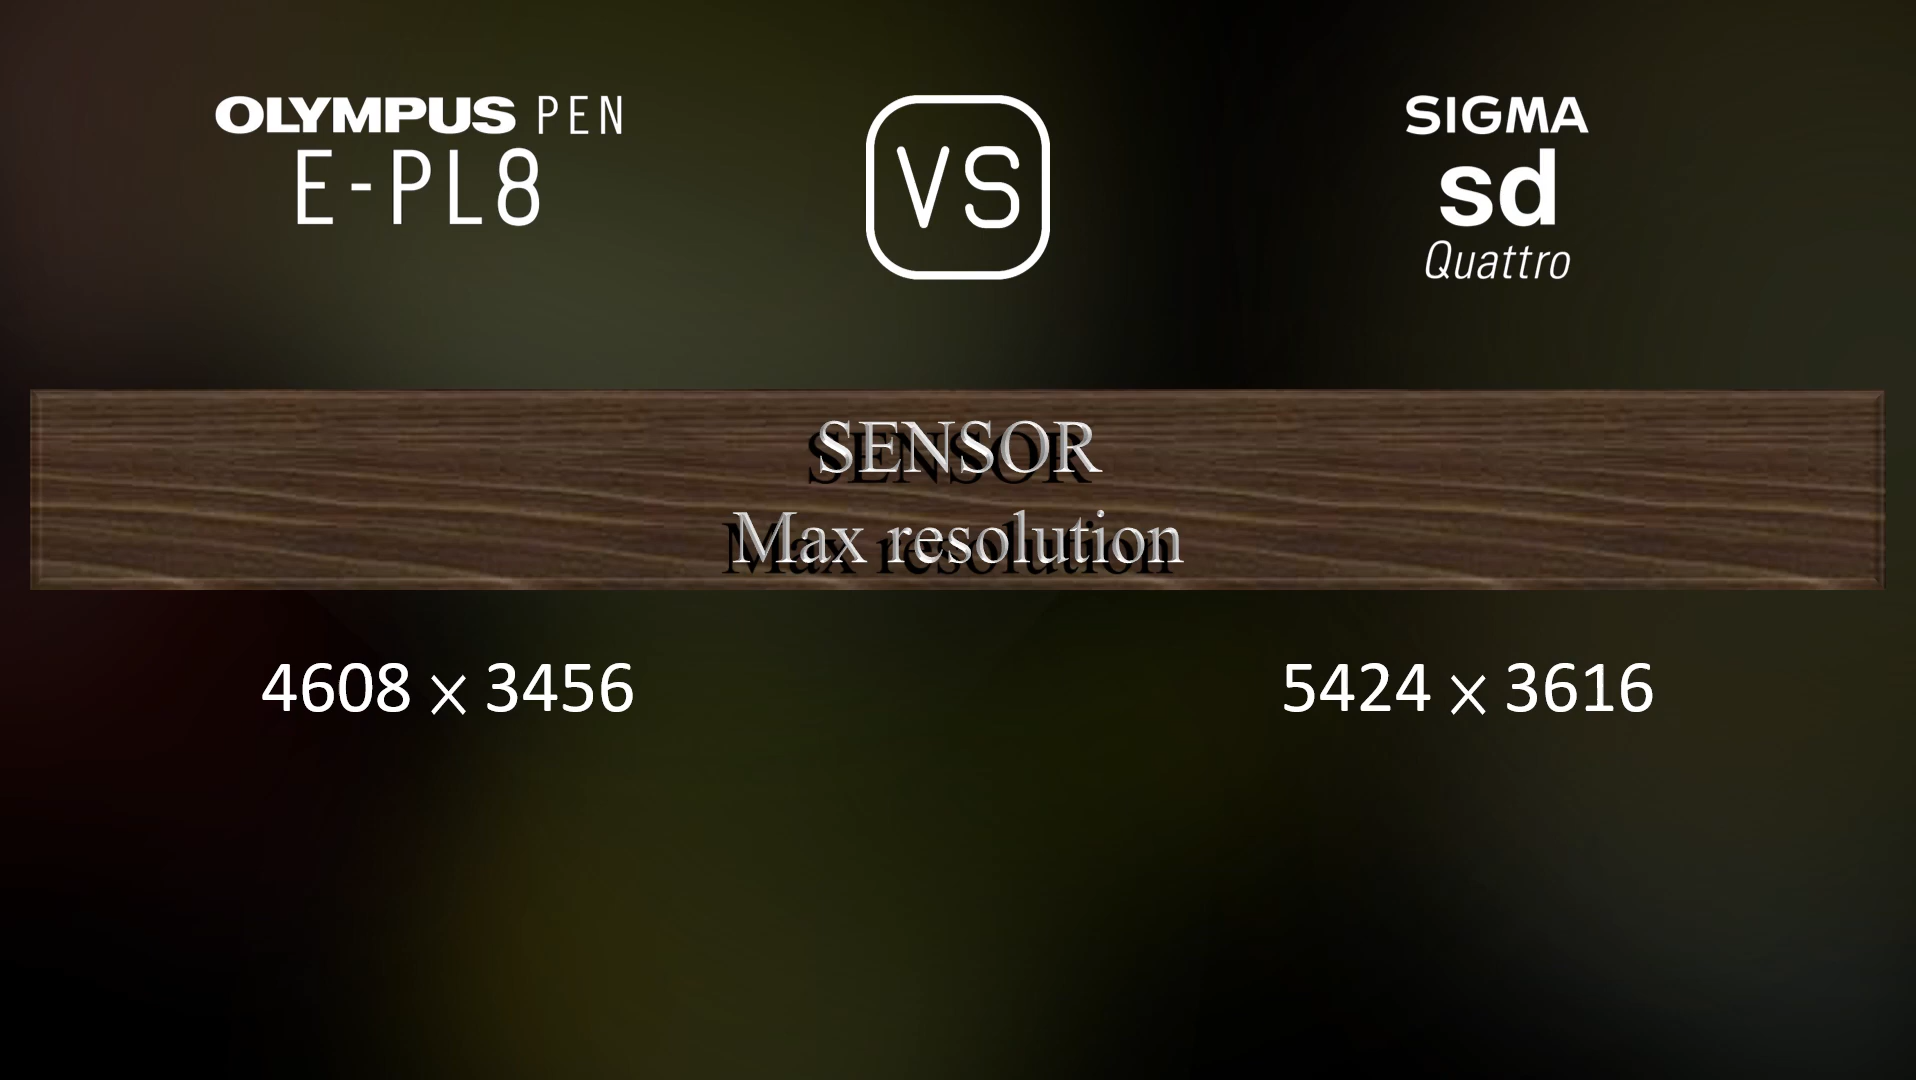 OLYMPUS PEN
E-PL8
VS
SIGMA
sd
Quattro
SENSOR
Max resolution
4608 x 3456
5424 x 3616